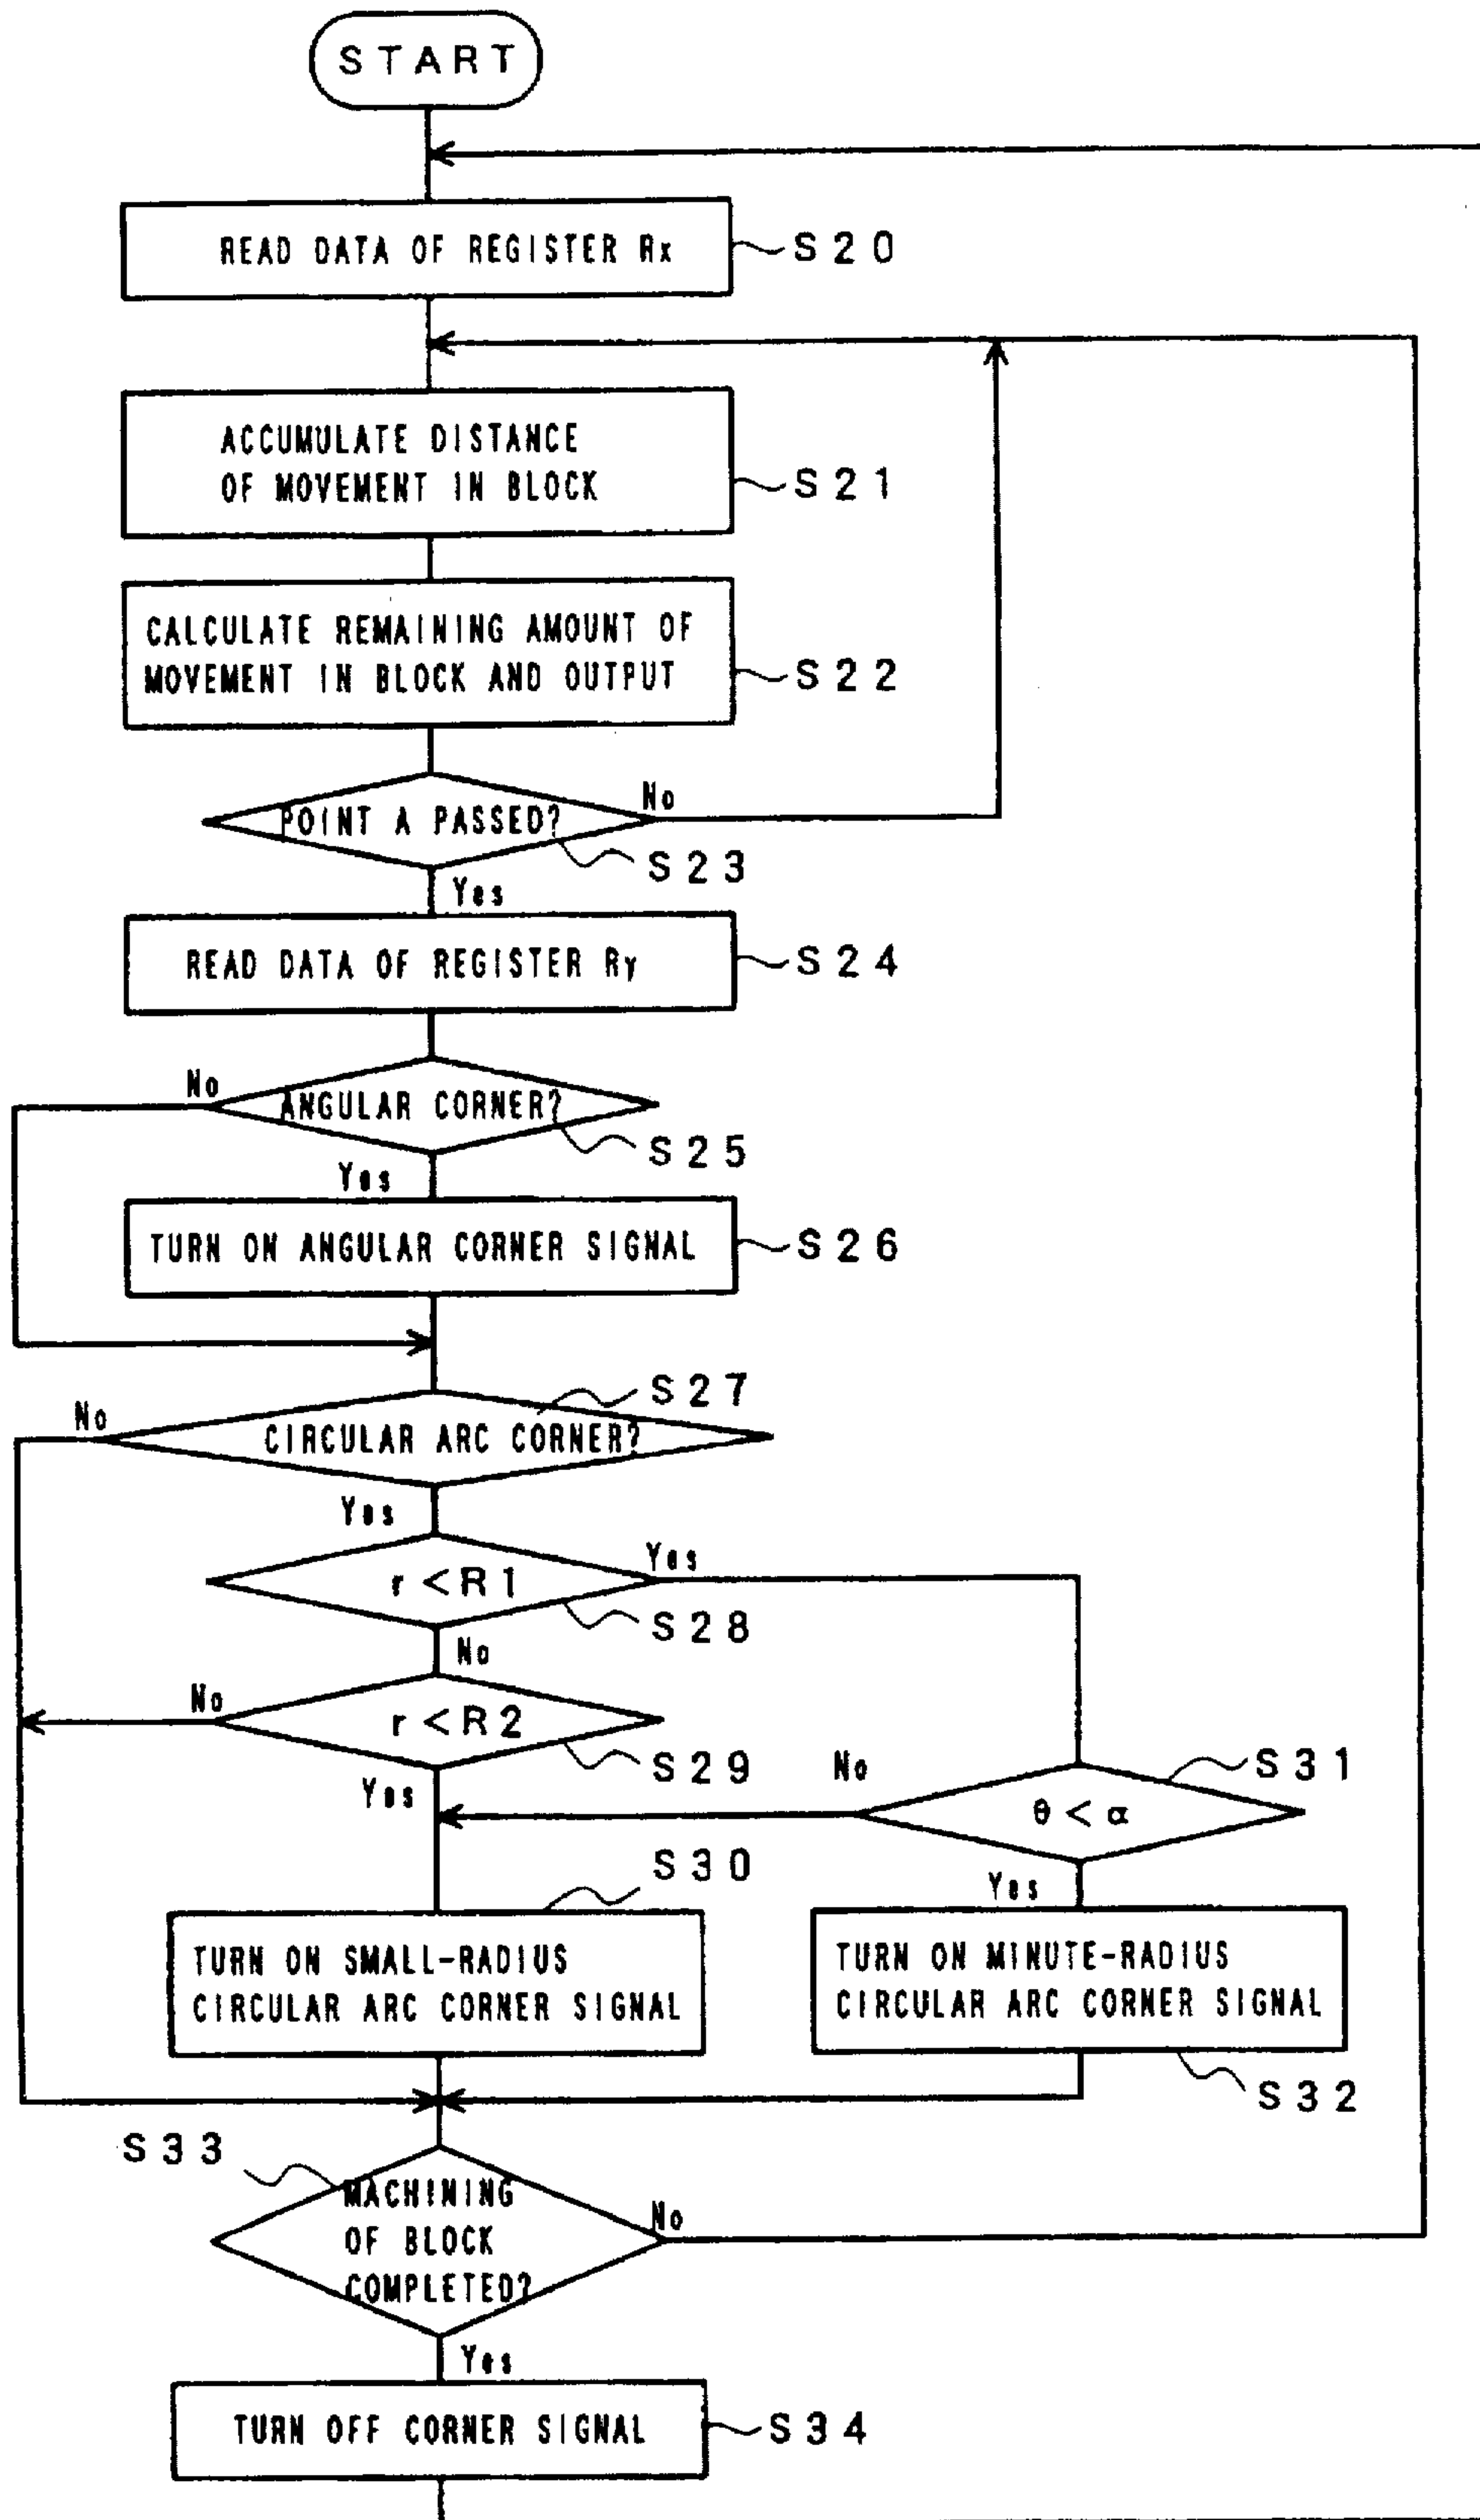 START
READ DATA OF REGISTER Rx
S20
ACCUMULATE DISTANCE
OF MOVEMENT IN BLOCK
S21
CALCULATE REMAINING AMOUNT OF
MOVEMENT IN BLOCK AND OUTPUT
S22
POINT A PASSED?
No
S23
Yes
READ DATA OF REGISTER Ry
S24
No
ANGULAR CORNER?
S25
Yes
TURN ON ANGULAR CORNER SIGNAL
S26
S27
No
CIRCULAR ARC CORNER?
Yes
r < R1
Yes
S28
No
No
r < R2
S29
Yes
No
S31
θ < α
Yes
S30
TURN ON SMALL-RADIUS
CIRCULAR ARC CORNER SIGNAL
TURN ON MINUTE-RADIUS
CIRCULAR ARC CORNER SIGNAL
S32
S33
MACHINING
OF BLOCK
COMPLETED?
No
Yes
TURN OFF CORNER SIGNAL
S34